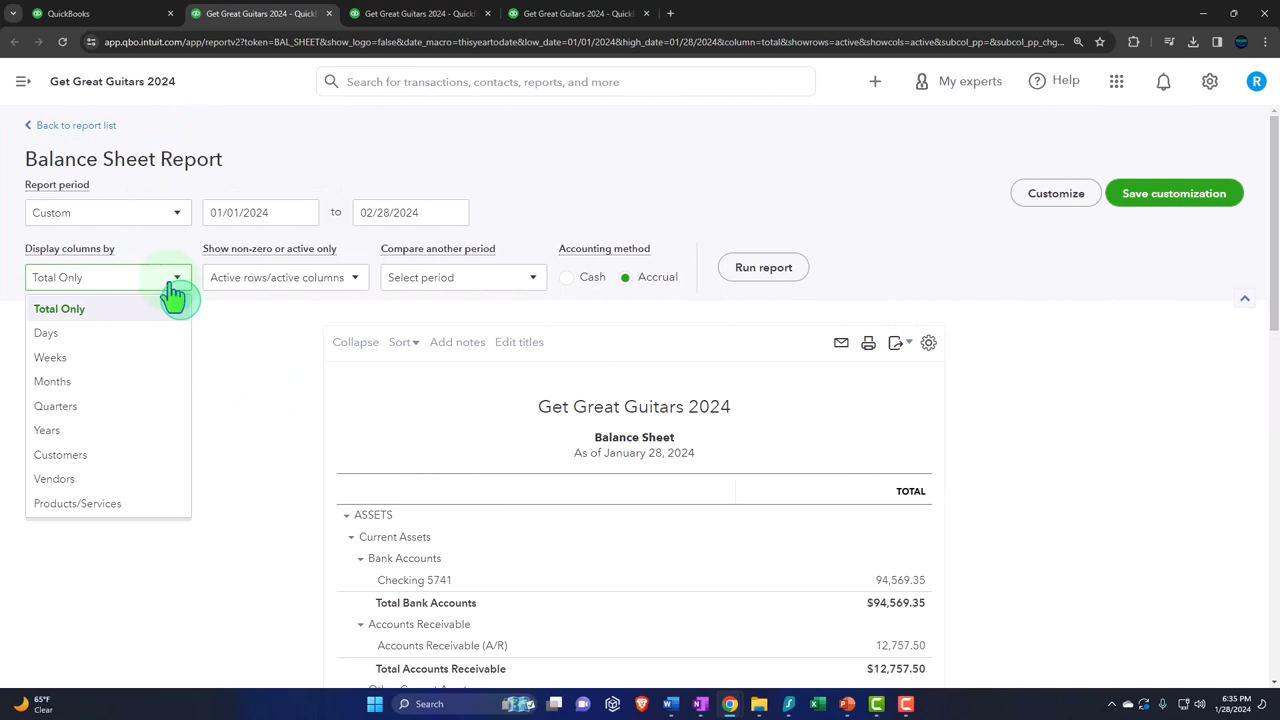 QuickBooks
Get Great Guitars 2024 - QuickB
Get Great Guitars 2024 - QuickB
Get Great Guitars 2024 - QuickB
app.qbo.intuit.com/app/reportv2?token=BAL_SHEET&show_logo=false&date_macro=thisyeartodate&low_date=01/01/2024&high_date=01/28/2024&column=total&showrows=active&showcols=active&subcol_pp=&subcol_pp_chg...
Get Great Guitars 2024
Search for transactions, contacts, reports, and more
My experts
Help
R
Back to report list
Balance Sheet Report
Report period
Custom
01/01/2024
to
02/28/2024
Customize
Save customization
Display columns by
Show non-zero or active only
Compare another period
Accounting method
Total Only
Active rows/active columns
Select period
Cash
Accrual
Run report
Total Only
Days
Weeks
Months
Quarters
Years
Customers
Vendors
Products/Services
Collapse
Sort
Add notes
Edit titles
Get Great Guitars 2024
Balance Sheet
As of January 28, 2024
TOTAL
ASSETS
Current Assets
Bank Accounts
Checking 5741 94,569.35
Total Bank Accounts $94,569.35
Accounts Receivable
Accounts Receivable (A/R) 12,757.50
Total Accounts Receivable $12,757.50
65°F
Clear
Search
6:35 PM
1/28/2024